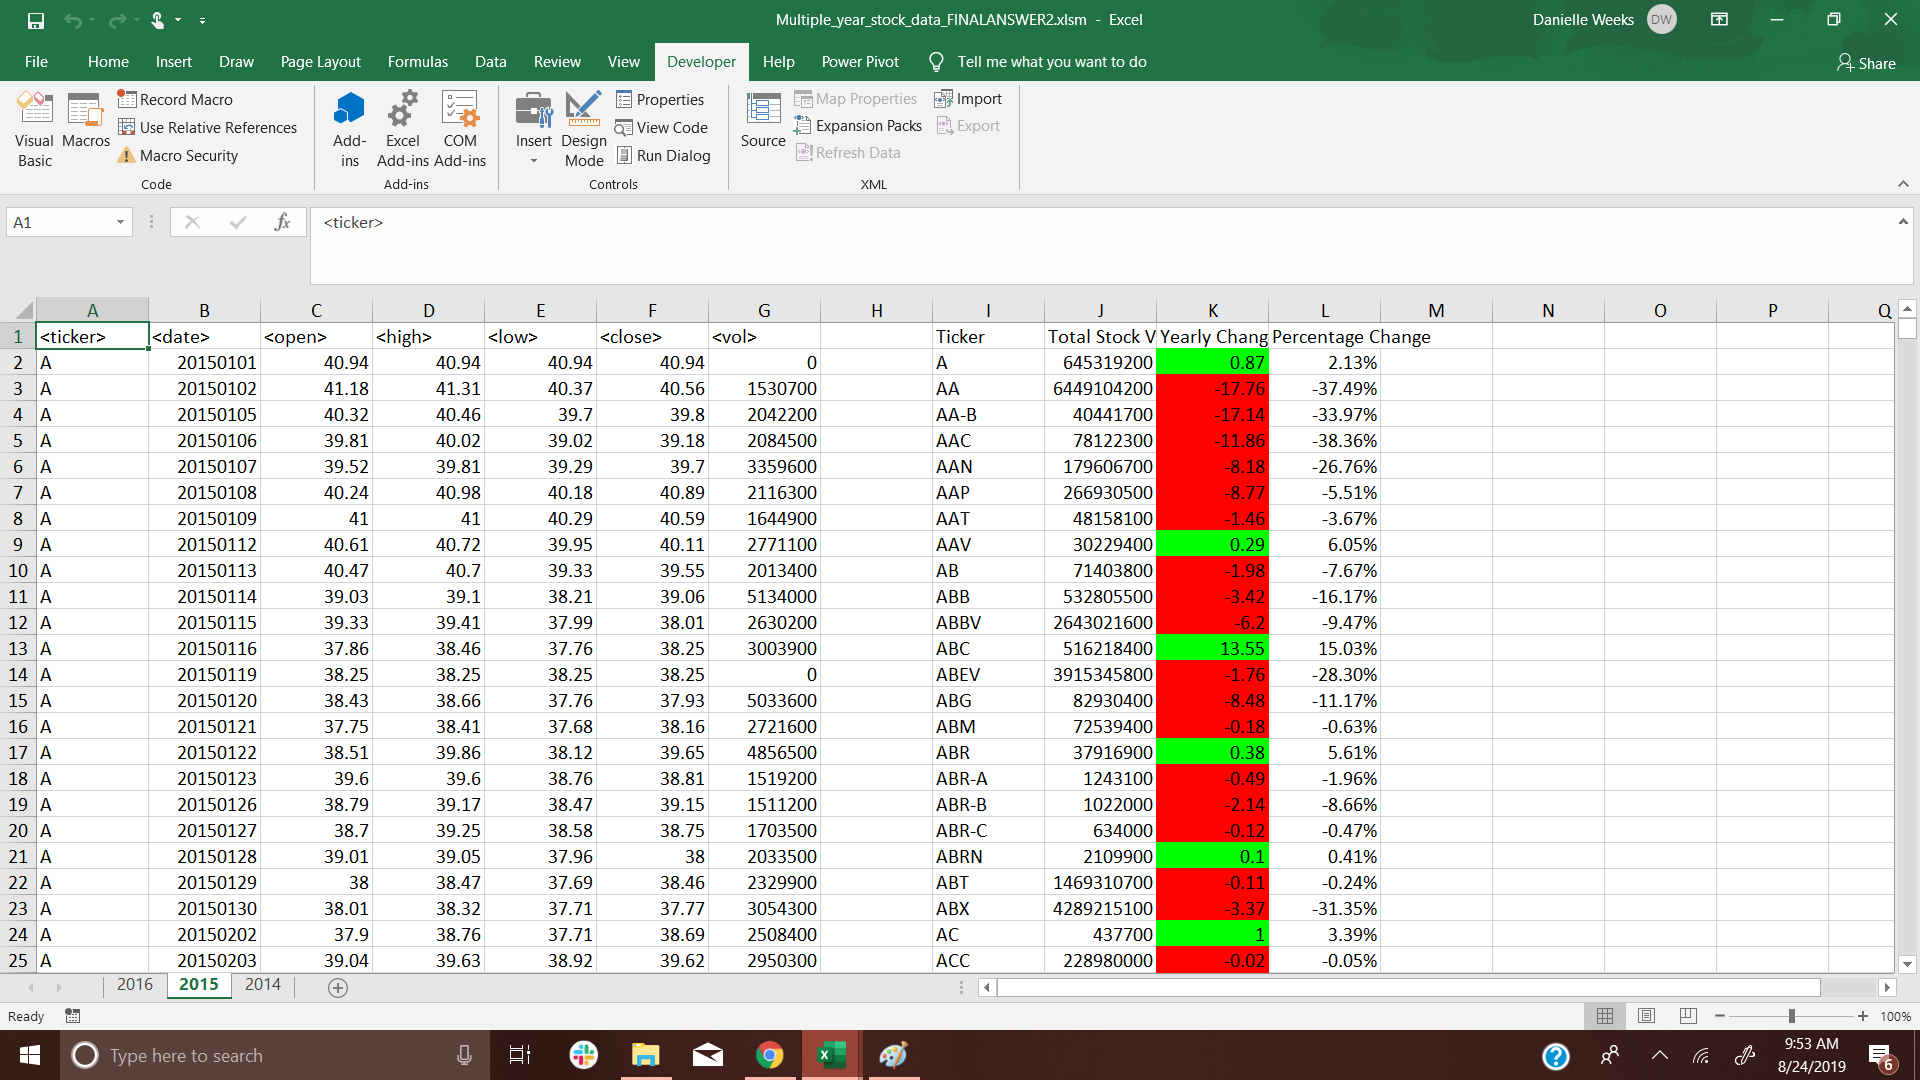 Multiple_year_stock_data_FINALANSWER2.xlsm - Excel
Danielle Weeks DW
File Home Insert Draw Page Layout Formulas Data Review View Developer Help Power Pivot Tell me what you want to do Share
Visual Basic
Macros
Record Macro
Use Relative References
Macro Security
Code
Add-ins
Excel Add-ins
COM Add-ins
Add-ins
Insert
Design Mode
Properties
View Code
Run Dialog
Controls
Source
Map Properties
Expansion Packs
Refresh Data
Import
Export
XML
A1 fx <ticker>
A B C D E F G H I J K L M N O P Q
1 <ticker> <date> <open> <high> <low> <close> <vol> Ticker Total Stock V Yearly Chang Percentage Change
2 A 20150101 40.94 40.94 40.94 40.94 0 A 645319200 0.87 2.13%
3 A 20150102 41.18 41.31 40.37 40.56 1530700 AA 6449104200 -17.76 -37.49%
4 A 20150105 40.32 40.46 39.7 39.8 2042200 AA-B 40441700 -17.14 -33.97%
5 A 20150106 39.81 40.02 39.02 39.18 2084500 AAC 78122300 -11.86 -38.36%
6 A 20150107 39.52 39.81 39.29 39.7 3359600 AAN 179606700 -8.18 -26.76%
7 A 20150108 40.24 40.98 40.18 40.89 2116300 AAP 266930500 -8.77 -5.51%
8 A 20150109 41 41 40.29 40.59 1644900 AAT 48158100 -1.46 -3.67%
9 A 20150112 40.61 40.72 39.95 40.11 2771100 AAV 30229400 0.29 6.05%
10 A 20150113 40.47 40.7 39.33 39.55 2013400 AB 71403800 -1.98 -7.67%
11 A 20150114 39.03 39.1 38.21 39.06 5134000 ABB 532805500 -3.42 -16.17%
12 A 20150115 39.33 39.41 37.99 38.01 2630200 ABBV 2643021600 -6.2 -9.47%
13 A 20150116 37.86 38.46 37.76 38.25 3003900 ABC 516218400 13.55 15.03%
14 A 20150119 38.25 38.25 38.25 38.25 0 ABEV 3915345800 -1.76 -28.30%
15 A 20150120 38.43 38.66 37.76 37.93 5033600 ABG 82930400 -8.48 -11.17%
16 A 20150121 37.75 38.41 37.68 38.16 2721600 ABM 72539400 -0.18 -0.63%
17 A 20150122 38.51 39.86 38.12 39.65 4856500 ABR 37916900 0.38 5.61%
18 A 20150123 39.6 39.6 38.76 38.81 1519200 ABR-A 1243100 -0.49 -1.96%
19 A 20150126 38.79 39.17 38.47 39.15 1511200 ABR-B 1022000 -2.14 -8.66%
20 A 20150127 38.7 39.25 38.58 38.75 1703500 ABR-C 634000 -0.12 -0.47%
21 A 20150128 39.01 39.05 37.96 38 2033500 ABRN 2109900 0.1 0.41%
22 A 20150129 38 38.47 37.69 38.46 2329900 ABT 1469310700 -0.11 -0.24%
23 A 20150130 38.01 38.32 37.71 37.77 3054300 ABX 4289215100 -3.37 -31.35%
24 A 20150202 37.9 38.76 37.71 38.69 2508400 AC 437700 1 3.39%
25 A 20150203 39.04 39.63 38.92 39.62 2950300 ACC 228980000 -0.02 -0.05%
2016 2015 2014
Ready 100%
Type here to search
9:53 AM
8/24/2019
6